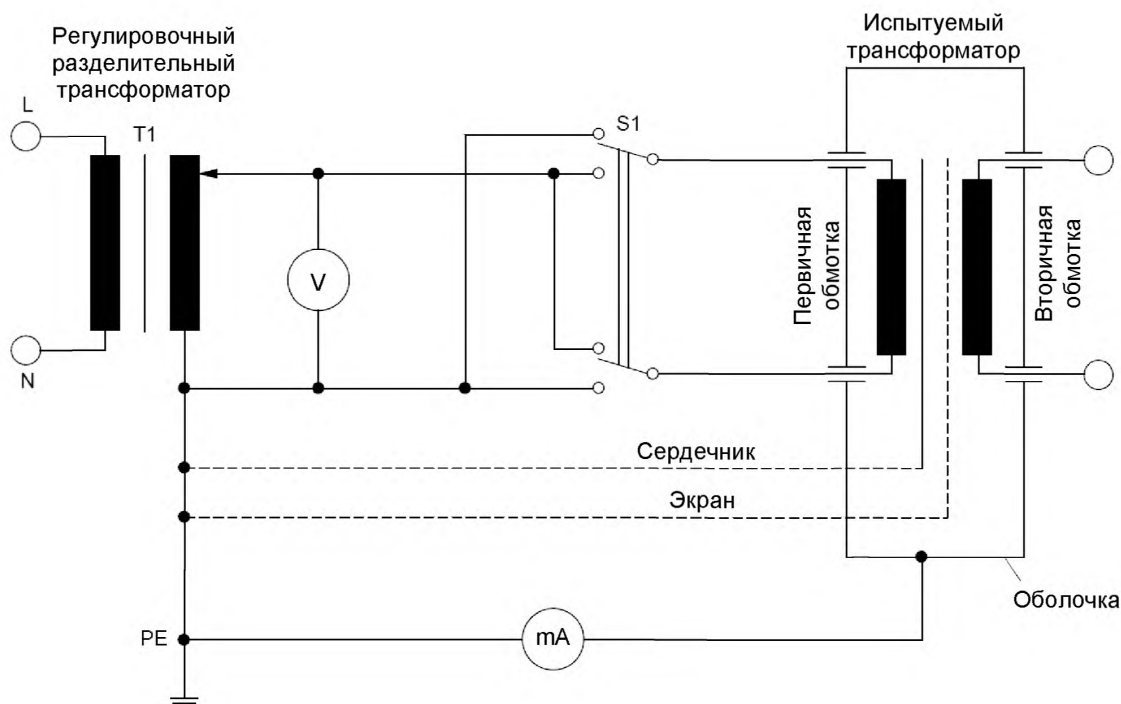 Регулировочный
разделительный
трансформатор
Испытуемый
трансформатор
L
T1
S1
V
Первичная
обмотка
Вторичная
обмотка
N
Сердечник
Экран
Оболочка
PE
mA